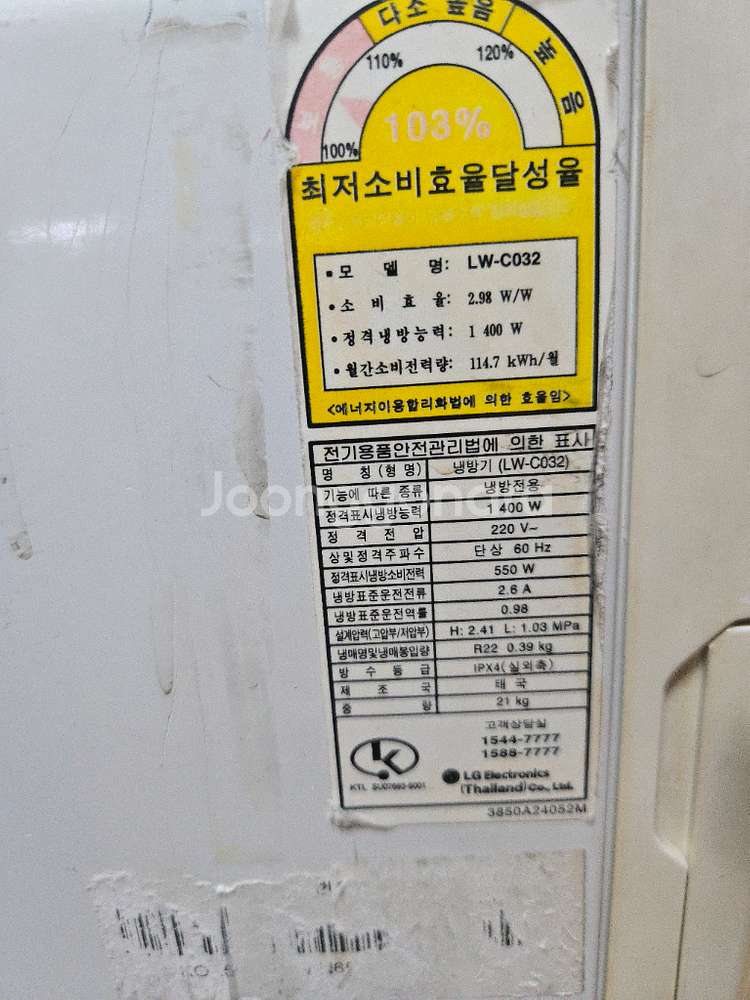 다소 높음
높음
110%
120%
100%
103%
최저소비효율달성율
• 모 델 명: LW-C032
• 소 비 효 율: 2.98 W/W
• 정격냉방능력: 1 400 W
• 월간소비전력량: 114.7 kWh/월
<에너지이용합리화법에 의한 효율임>
전기용품안전관리법에 의한 표시
명 칭 (형 명) 냉방기 (LW-C032)
기능에 따른 종류 냉방전용
정격표시냉방능력 1 400 W
정 격 전 압 220 V~
상 및 정격주파수 단상 60 Hz
정격표시냉방소비전력 550 W
냉방표준운전전류 2.6 A
냉방표준운전역률 0.98
설계압력(고압부/저압부) H: 2.41 L: 1.03 MPa
냉매명및냉매봉입량 R22 0.39 kg
방 수 등 급 IPX4(실외측)
제 조 국 태국
중 량 21 kg
고객상담실
1544-7777
1588-7777
KTL
LG Electronics
(Thailand) Co., Ltd.
3850A24052M